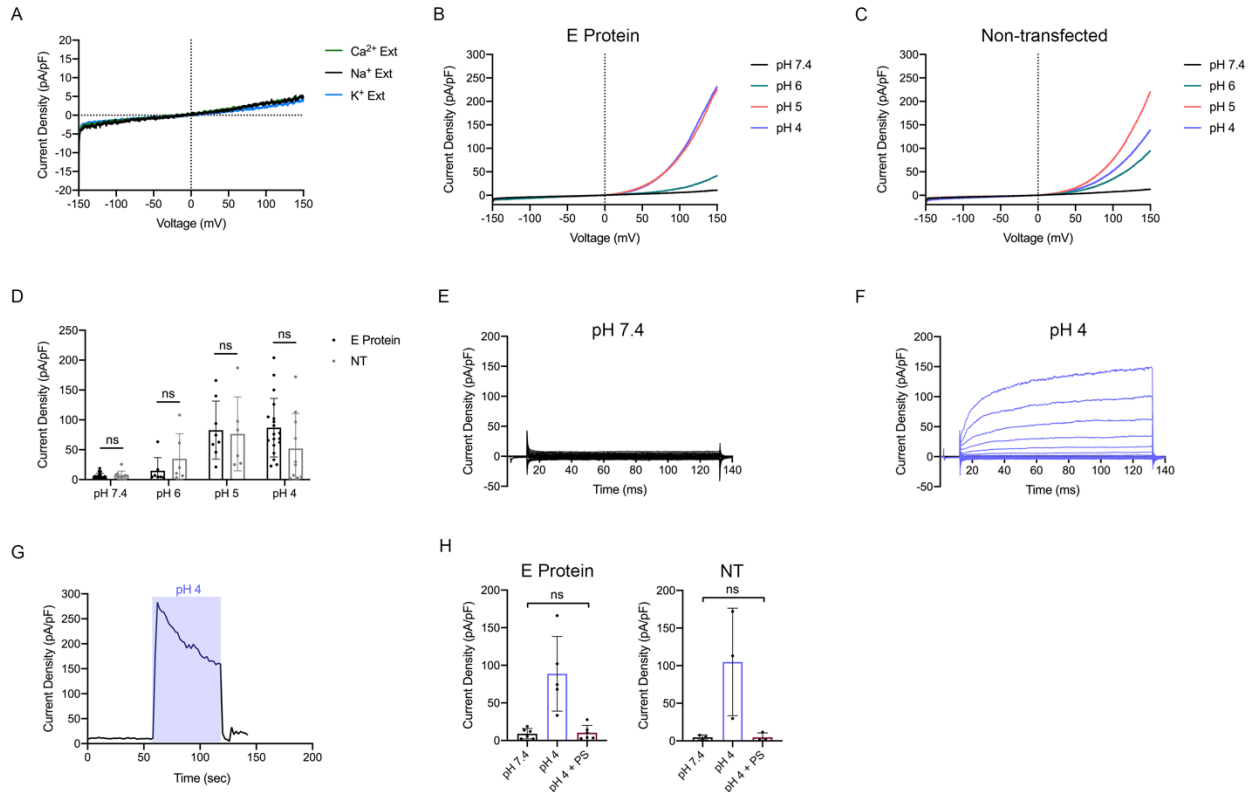 A
Current Density (pA/pF)
20
15
10
5
0
-5
-10
-15
-20
-150 -100 -50 0 50 100 150
Voltage (mV)
Ca²⁺ Ext
Na⁺ Ext
K⁺ Ext
B
E Protein
Current Density (pA/pF)
300
250
200
150
100
50
0
-150 -100 -50 0 50 100 150
Voltage (mV)
pH 7.4
pH 6
pH 5
pH 4
C
Non-transfected
Current Density (pA/pF)
300
250
200
150
100
50
0
-150 -100 -50 0 50 100 150
Voltage (mV)
pH 7.4
pH 6
pH 5
pH 4
D
Current Density (pA/pF)
250
200
150
100
50
0
ns ns ns ns
pH 7.4 pH 6 pH 5 pH 4
E Protein
NT
E
pH 7.4
Current Density (pA/pF)
200
150
100
50
0
-50
20 40 60 80 100 120 140
Time (ms)
F
pH 4
Current Density (pA/pF)
200
150
100
50
0
-50
20 40 60 80 100 120 140
Time (ms)
G
pH 4
Current Density (pA/pF)
300
250
200
150
100
50
0
0 50 100 150 200
Time (sec)
H
E Protein
ns
Current Density (pA/pF)
200
150
100
50
0
pH 7.4 pH 4 pH 4 + PS
NT
ns
Current Density (pA/pF)
200
150
100
50
0
pH 7.4 pH 4 pH 4 + PS